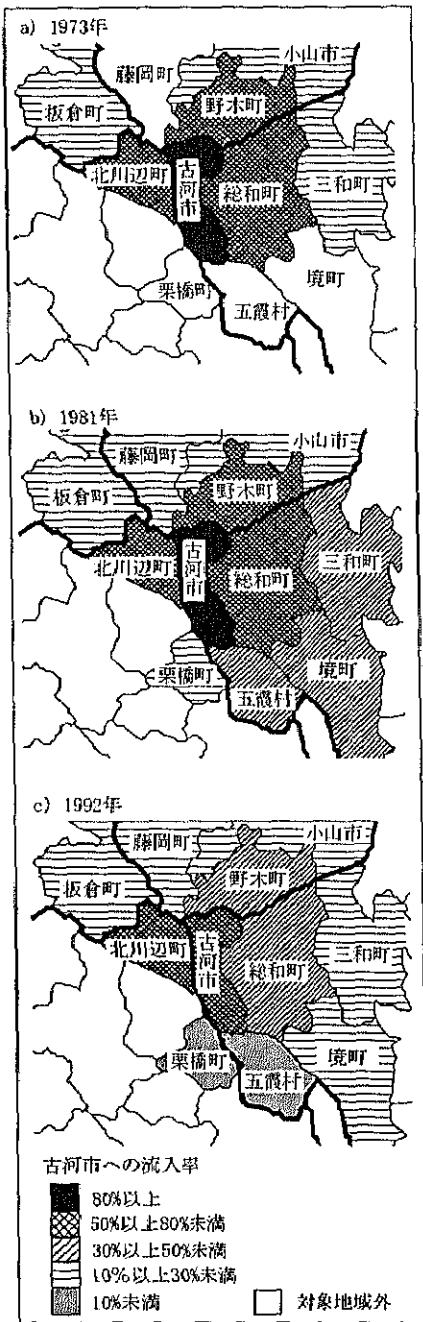 a) 1973年
小山市
藤岡町
野木町
板倉町
北川辺町
古河市
総和町
三和町
境町
栗橋町
五霞村
b) 1981年
小山市
藤岡町
野木町
板倉町
古河市
北川辺町
総和町
三和町
境町
栗橋町
五霞村
c) 1992年
藤岡町
小山市
野木町
板倉町
北川辺町
古河市
総和町
三和町
境町
栗橋町
五霞村
古河市への流入率
80%以上
50%以上80%未満
30%以上50%未満
10%以上30%未満
10%未満
対象地域外